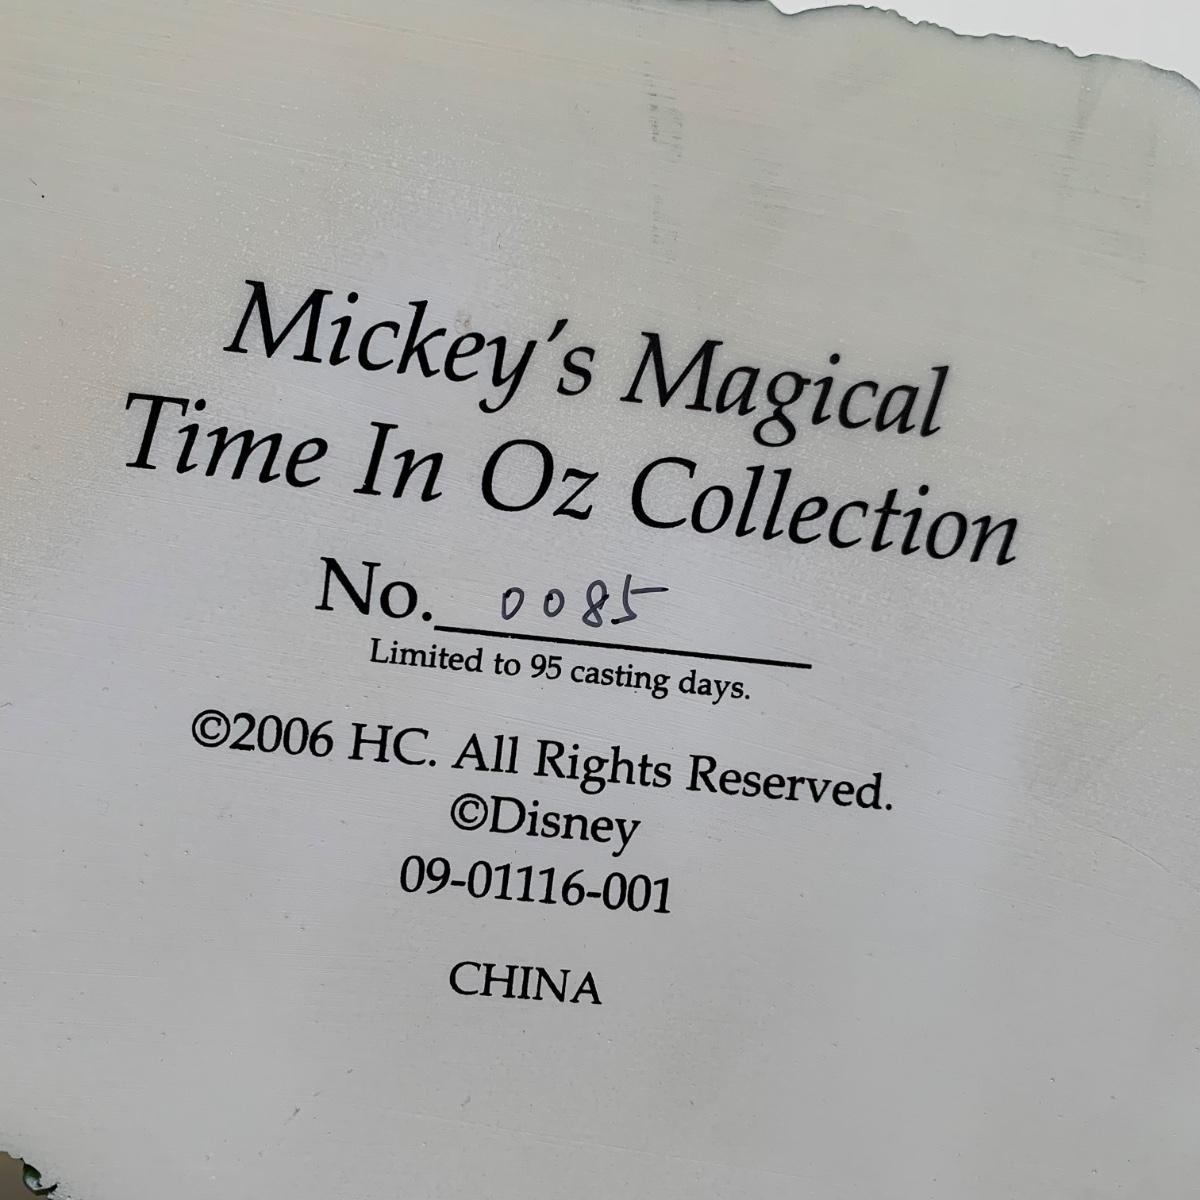 Mickey's Magical
Time In Oz Collection
No. 0085
Limited to 95 casting days.
©2006 HC. All Rights Reserved.
©Disney
09-01116-001
CHINA